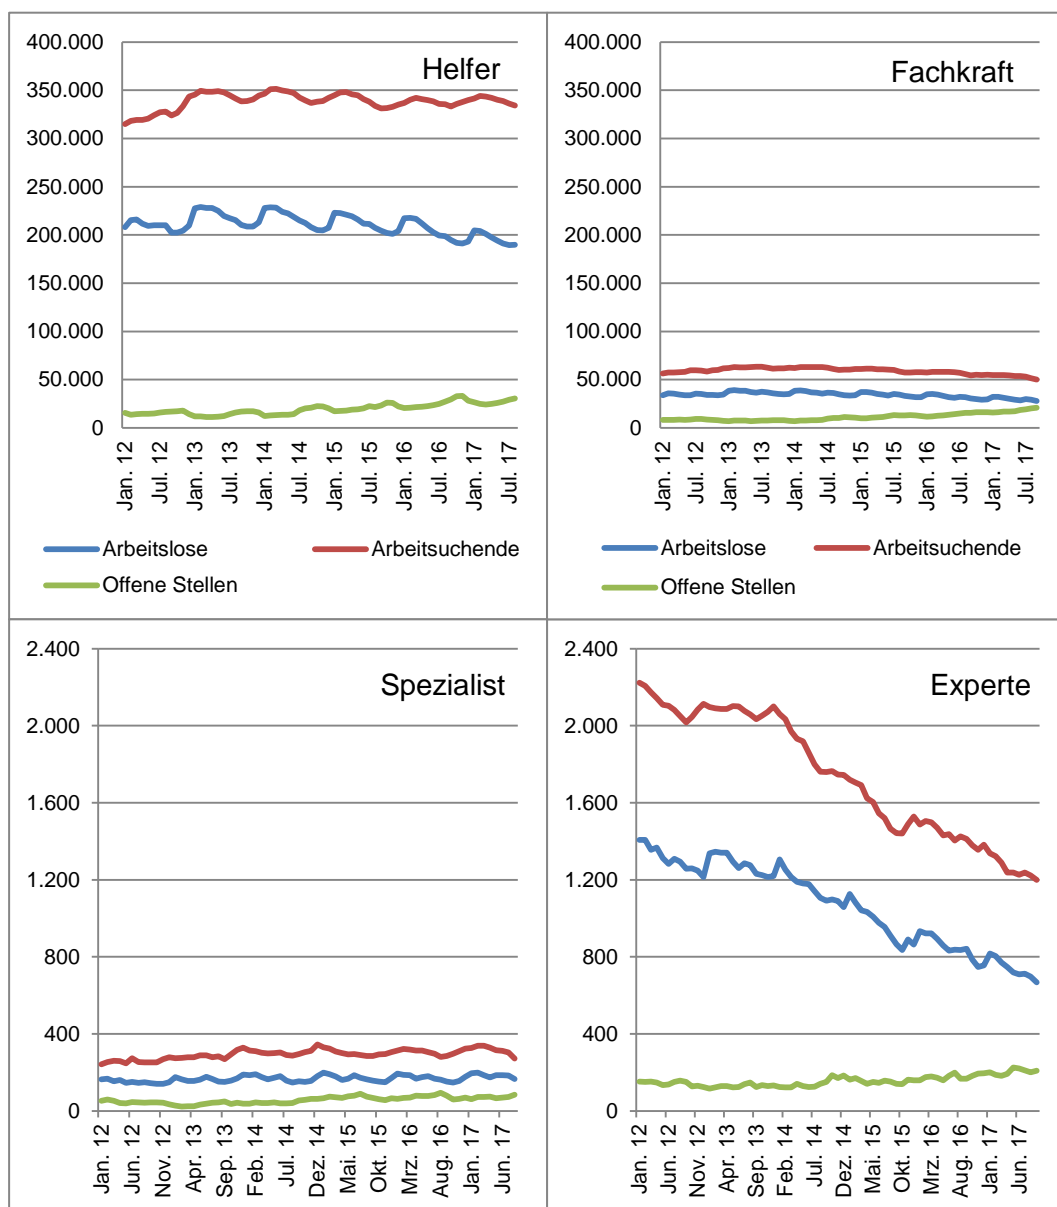 Helfer
400.000
350.000
300.000
250.000
200.000
150.000
100.000
50.000
0
Jan. 12
Jul. 12
Jan. 13
Jul. 13
Jan. 14
Jul. 14
Jan. 15
Jul. 15
Jan. 16
Jul. 16
Jan. 17
Jul. 17
Arbeitslose
Arbeitsuchende
Offene Stellen
Fachkraft
400.000
350.000
300.000
250.000
200.000
150.000
100.000
50.000
0
Jan. 12
Jul. 12
Jan. 13
Jul. 13
Jan. 14
Jul. 14
Jan. 15
Jul. 15
Jan. 16
Jul. 16
Jan. 17
Jul. 17
Arbeitslose
Arbeitsuchende
Offene Stellen
Spezialist
2.400
2.000
1.600
1.200
800
400
0
Jan. 12
Jun. 12
Nov. 12
Apr. 13
Sep. 13
Feb. 14
Jul. 14
Dez. 14
Mai. 15
Okt. 15
Mrz. 16
Aug. 16
Jan. 17
Jun. 17
Experte
2.400
2.000
1.600
1.200
800
400
0
Jan. 12
Jun. 12
Nov. 12
Apr. 13
Sep. 13
Feb. 14
Jul. 14
Dez. 14
Mai. 15
Okt. 15
Mrz. 16
Aug. 16
Jan. 17
Jun. 17